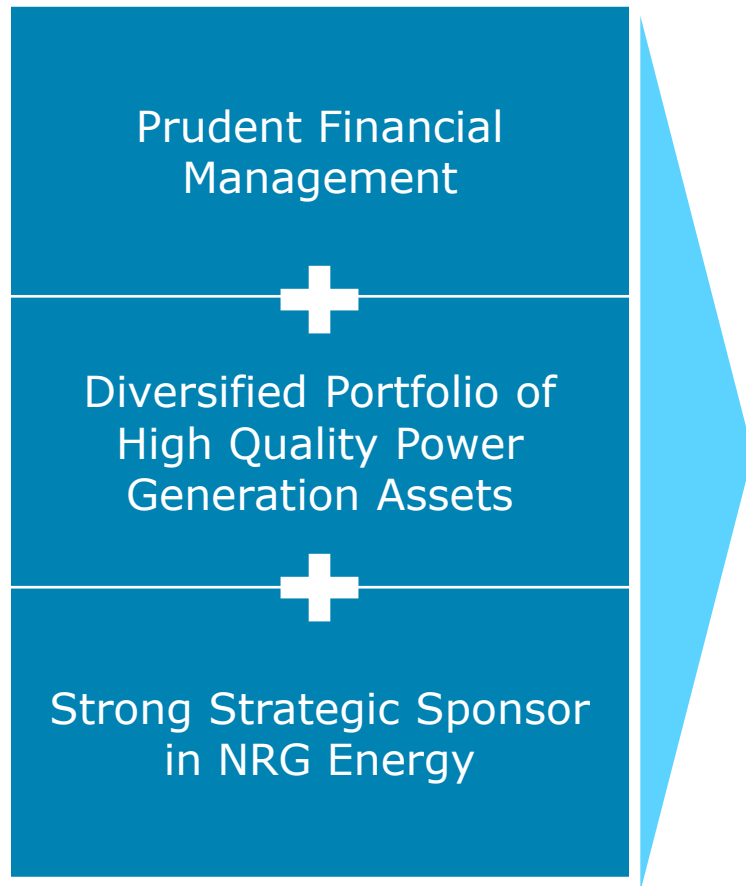 Prudent Financial
Management
Diversified Portfolio of
High Quality Power
Generation Assets
Strong Strategic Sponsor
in NRG Energy